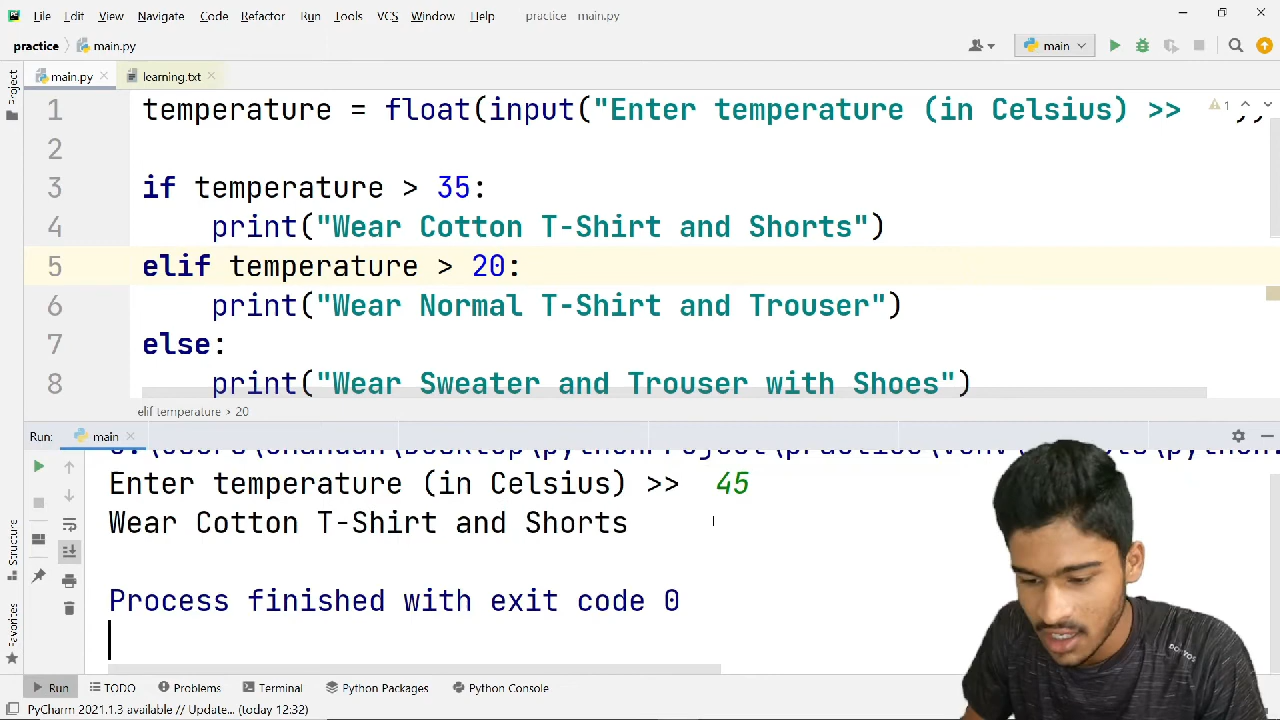 File Edit View Navigate Code Refactor Run Tools VCS Window Help practice main.py
practice main.py main
main.py learning.txt
Project
1 temperature = float(input("Enter temperature (in Celsius) >>
1
2
3 if temperature > 35:
4 print("Wear Cotton T-Shirt and Shorts")
5 elif temperature > 20:
6 print("Wear Normal T-Shirt and Trouser")
7 else:
8 print("Wear Sweater and Trouser with Shoes")
elif temperature > 20
Run: main
Enter temperature (in Celsius) >> 45
Wear Cotton T-Shirt and Shorts
Process finished with exit code 0
Structure
Favorites
Run TODO Problems Terminal Python Packages Python Console
PyCharm 2021.1.3 available // Update... (today 12:32)